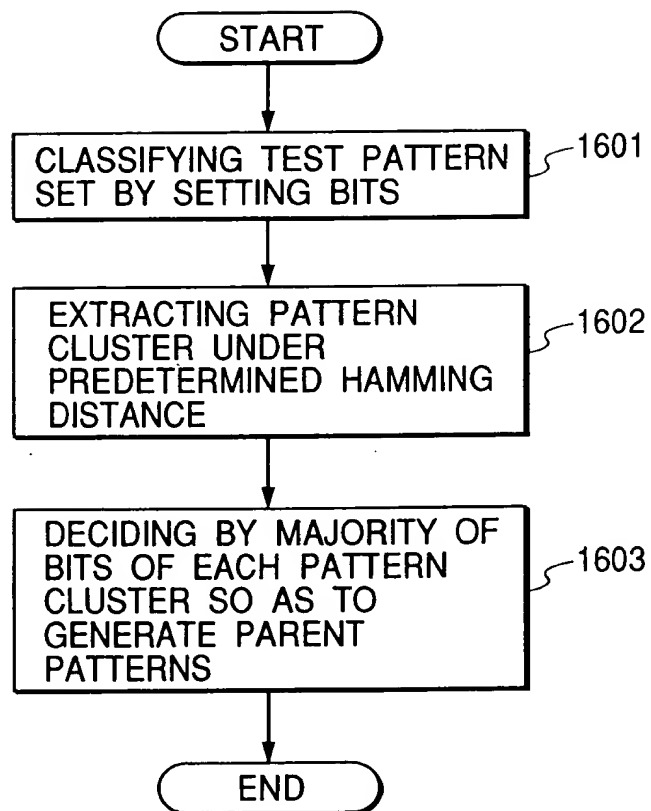 START
CLASSIFYING TEST PATTERN
SET BY SETTING BITS
1601
EXTRACTING PATTERN
CLUSTER UNDER
PREDETERMINED HAMMING
DISTANCE
1602
DECIDING BY MAJORITY OF
BITS OF EACH PATTERN
CLUSTER SO AS TO
GENERATE PARENT
PATTERNS
1603
END